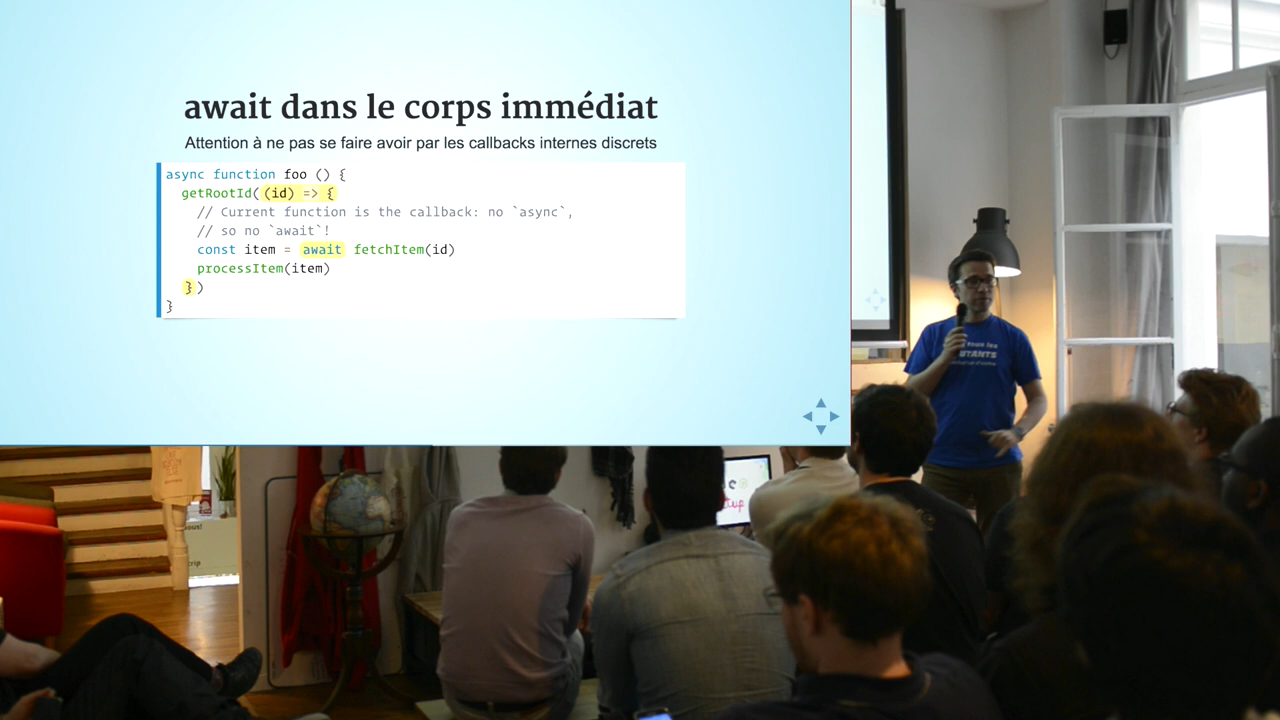 await dans le corps immédiat
Attention à ne pas se faire avoir par les callbacks internes discrets
async function foo () {
  getRootId((id) => {
    // Current function is the callback: no `async`,
    // so no `await`!
    const item = await fetchItem(id)
    processItem(item)
  })
}
tous les